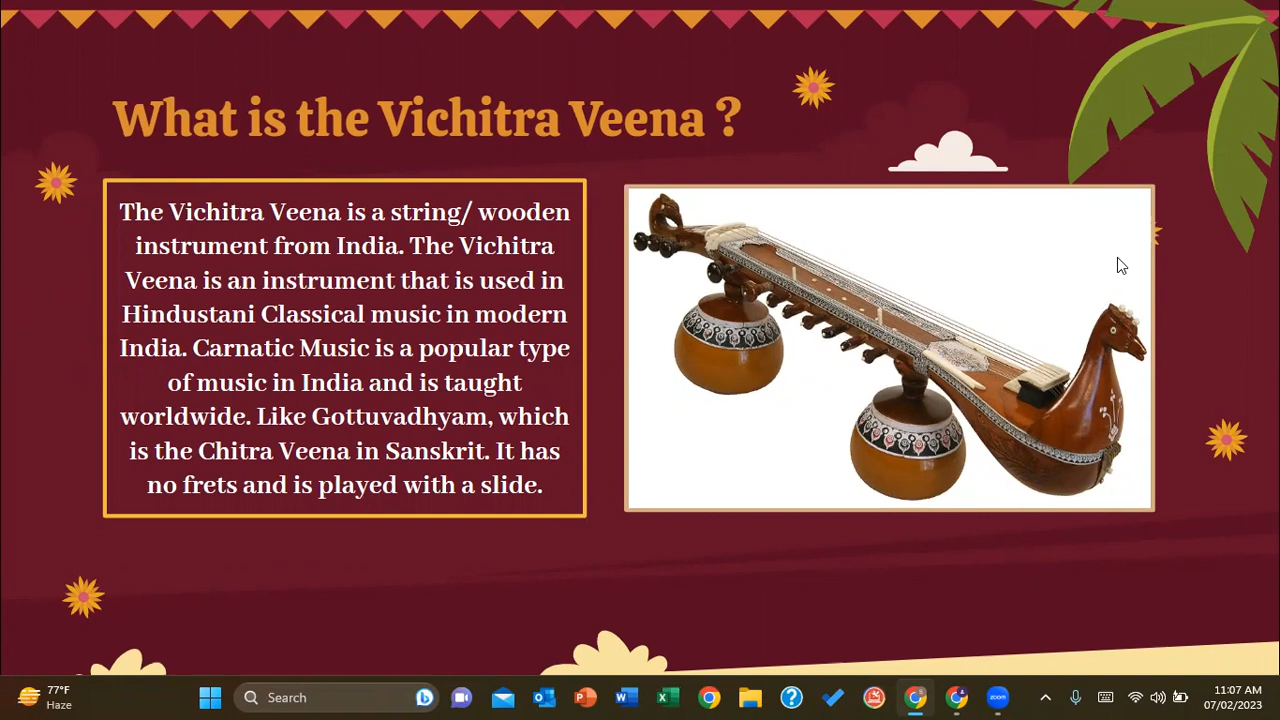 What is the Vichitra Veena ?
The Vichitra Veena is a string/ wooden
instrument from India. The Vichitra
Veena is an instrument that is used in
Hindustani Classical music in modern
India. Carnatic Music is a popular type
of music in India and is taught
worldwide. Like Gottuvadhyam, which
is the Chitra Veena in Sanskrit. It has
no frets and is played with a slide.
77°F
Haze
Search
zoom
11:07 AM
07/02/2023